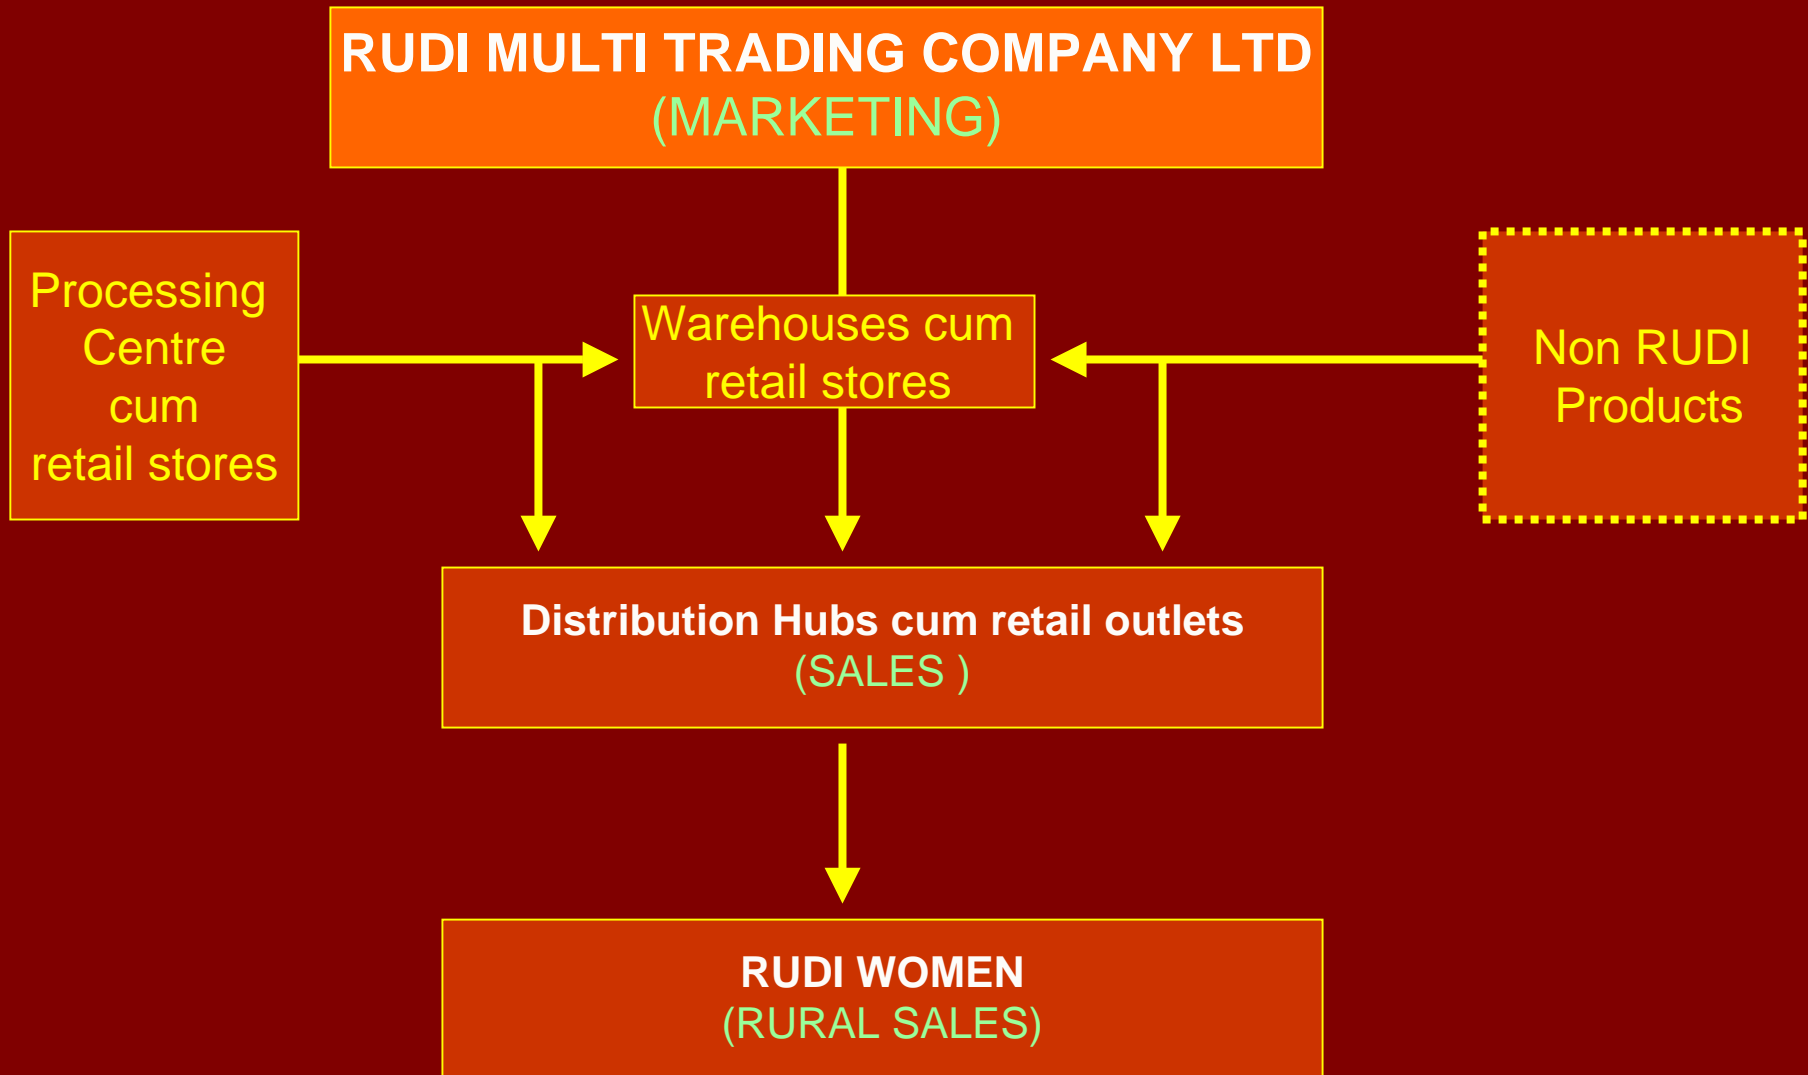 RUDI MULTI TRADING COMPANY LTD
(MARKETING)
Processing
Centre
cum
retail stores
Warehouses cum
retail stores
Non RUDI
Products
Distribution Hubs cum retail outlets
(SALES )
RUDI WOMEN
(RURAL SALES)